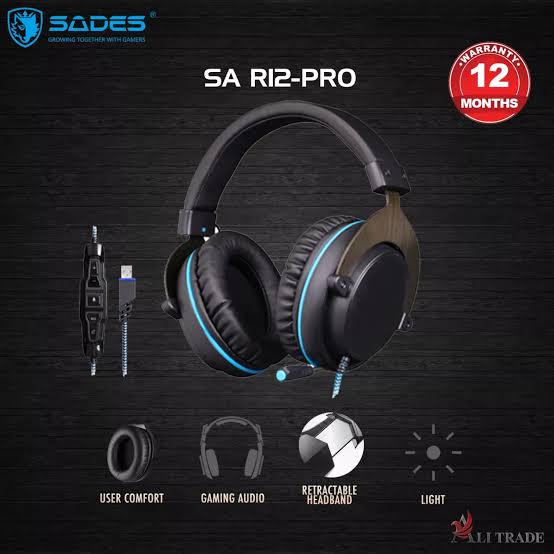 SADES®
GROWING TOGETHER WITH GAMERS
WARRANTY
12
MONTHS
SA R12-PRO
USER COMFORT
GAMING AUDIO
RETRACTABLE
HEADBAND
LIGHT
ALI TRADE